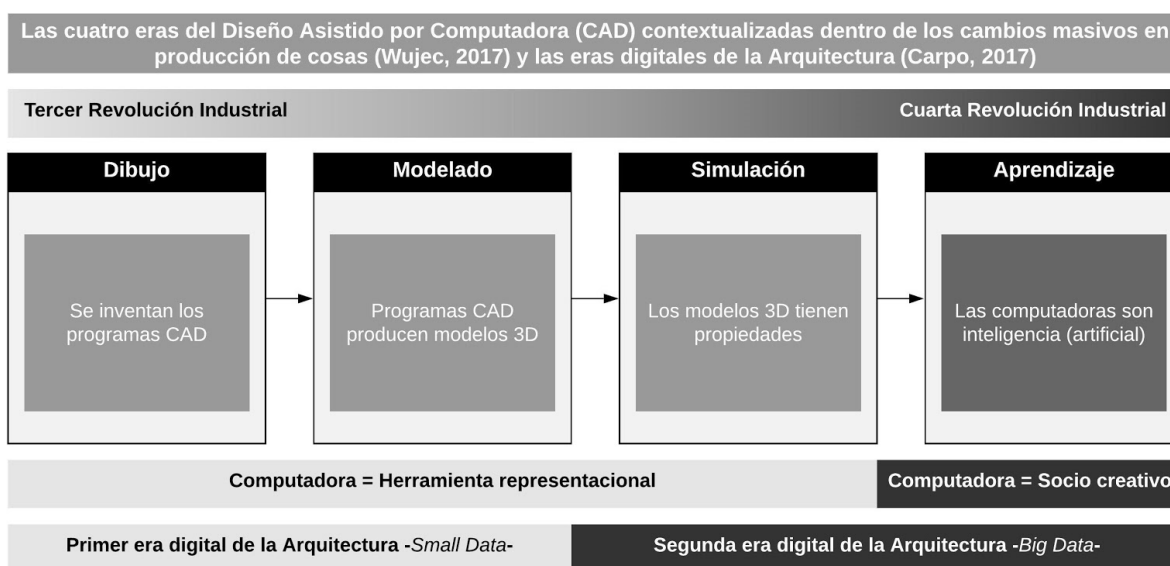 Las cuatro eras del Diseño Asistido por Computadora (CAD) contextualizadas dentro de los cambios masivos en
producción de cosas (Wujec, 2017) y las eras digitales de la Arquitectura (Carpo, 2017)
Tercer Revolución Industrial
Cuarta Revolución Industrial
Dibujo
Modelado
Simulación
Aprendizaje
Se inventan los
programas CAD
Programas CAD
producen modelos 3D
Los modelos 3D tienen
propiedades
Las computadoras son
inteligencia (artificial)
Computadora = Herramienta representacional
Computadora = Socio creativo
Primer era digital de la Arquitectura -Small Data-
Segunda era digital de la Arquitectura -Big Data-